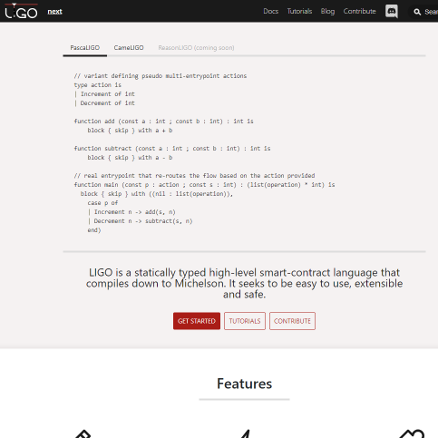 LIGO next Docs Tutorials Blog Contribute Sear
PascaLIGO CameLIGO ReasonLIGO (coming soon)
// variant defining pseudo multi-entrypoint actions
type action is
| Increment of int
| Decrement of int
function add (const a : int ; const b : int) : int is
block { skip } with a + b
function subtract (const a : int ; const b : int) : int is
block { skip } with a - b
// real entrypoint that re-routes the flow based on the action provided
function main (const p : action ; const s : int) : (list(operation) * int) is
block { skip } with ((nil : list(operation)),
case p of
| Increment n -> add(s, n)
| Decrement n -> subtract(s, n)
end)
LIGO is a statically typed high-level smart-contract language that
compiles down to Michelson. It seeks to be easy to use, extensible
and safe.
GET STARTED TUTORIALS CONTRIBUTE
Features